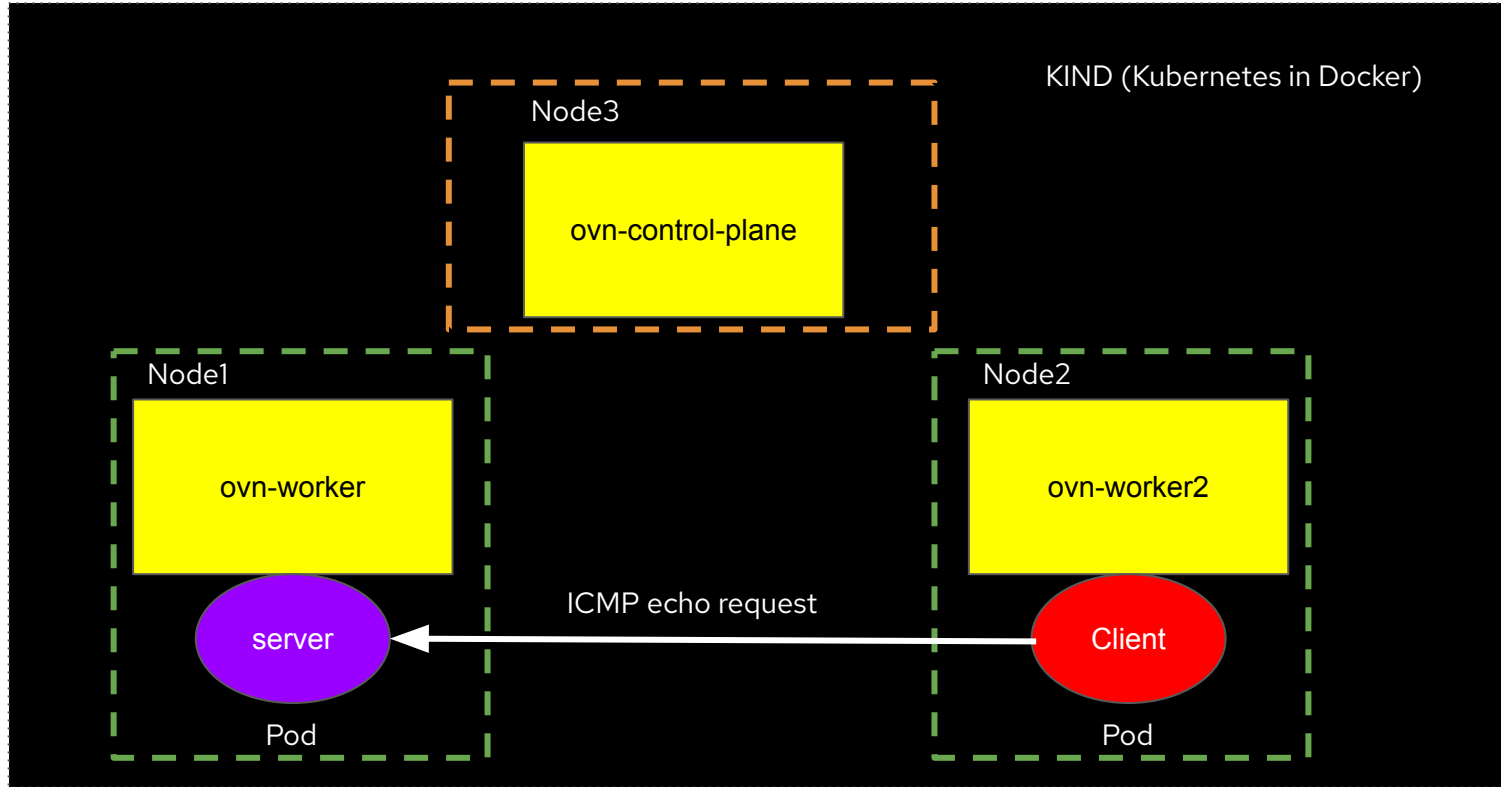 KIND (Kubernetes in Docker)
Node3
ovn-control-plane
Node1
ovn-worker
server
Pod
ICMP echo request
Node2
ovn-worker2
Client
Pod